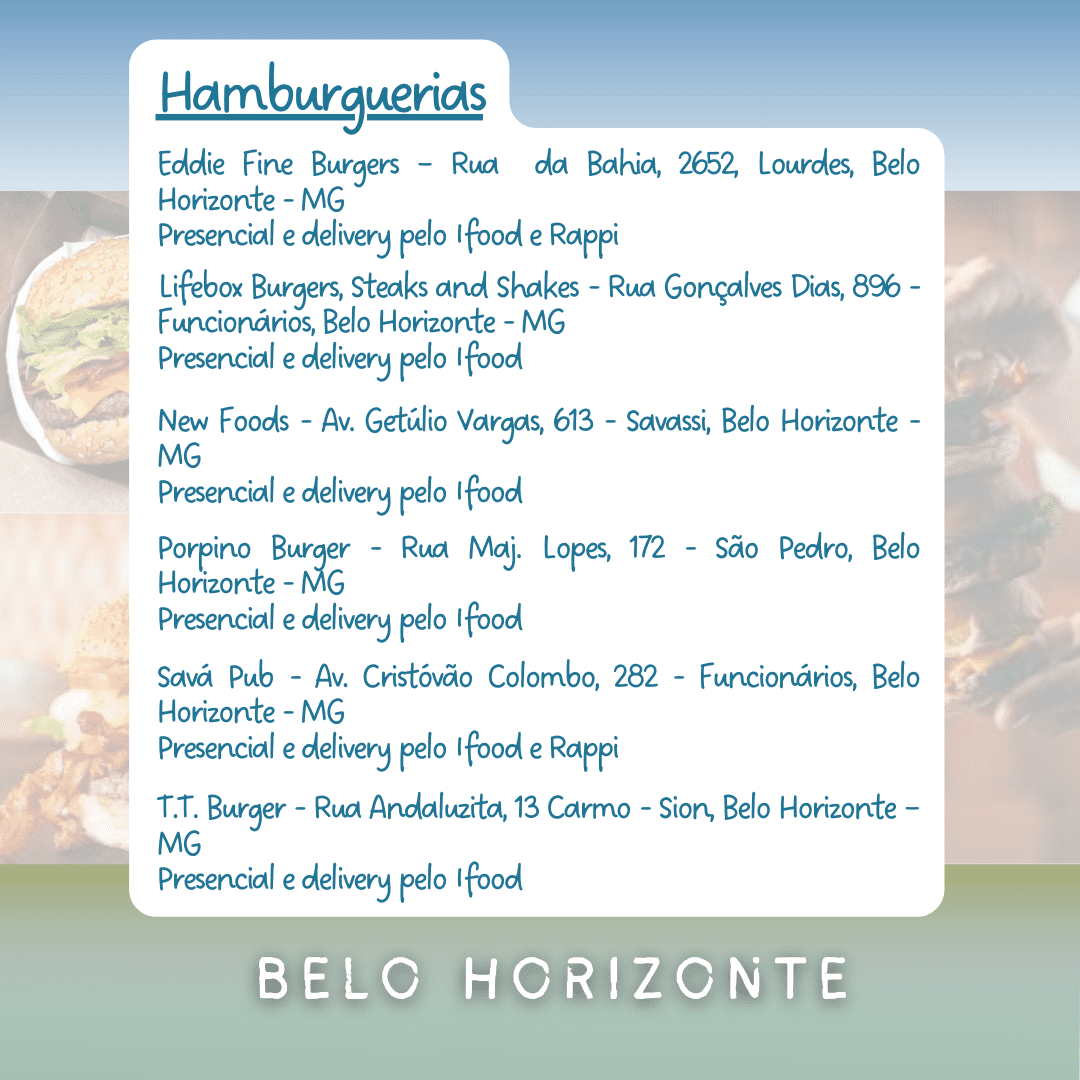 Hamburguerias
Eddie Fine Burgers – Rua da Bahia, 2652, Lourdes, Belo
Horizonte - MG
Presencial e delivery pelo Ifood e Rappi
Lifebox Burgers, Steaks and Shakes - Rua Gonçalves Dias, 896 -
Funcionários, Belo Horizonte - MG
Presencial e delivery pelo Ifood
New Foods - Av. Getúlio Vargas, 613 - Savassi, Belo Horizonte -
MG
Presencial e delivery pelo Ifood
Porpino Burger - Rua Maj. Lopes, 172 - São Pedro, Belo
Horizonte - MG
Presencial e delivery pelo Ifood
Savá Pub - Av. Cristóvão Colombo, 282 - Funcionários, Belo
Horizonte - MG
Presencial e delivery pelo Ifood e Rappi
T.T. Burger - Rua Andaluzita, 13 Carmo - Sion, Belo Horizonte –
MG
Presencial e delivery pelo Ifood
BELO HORIZONTE